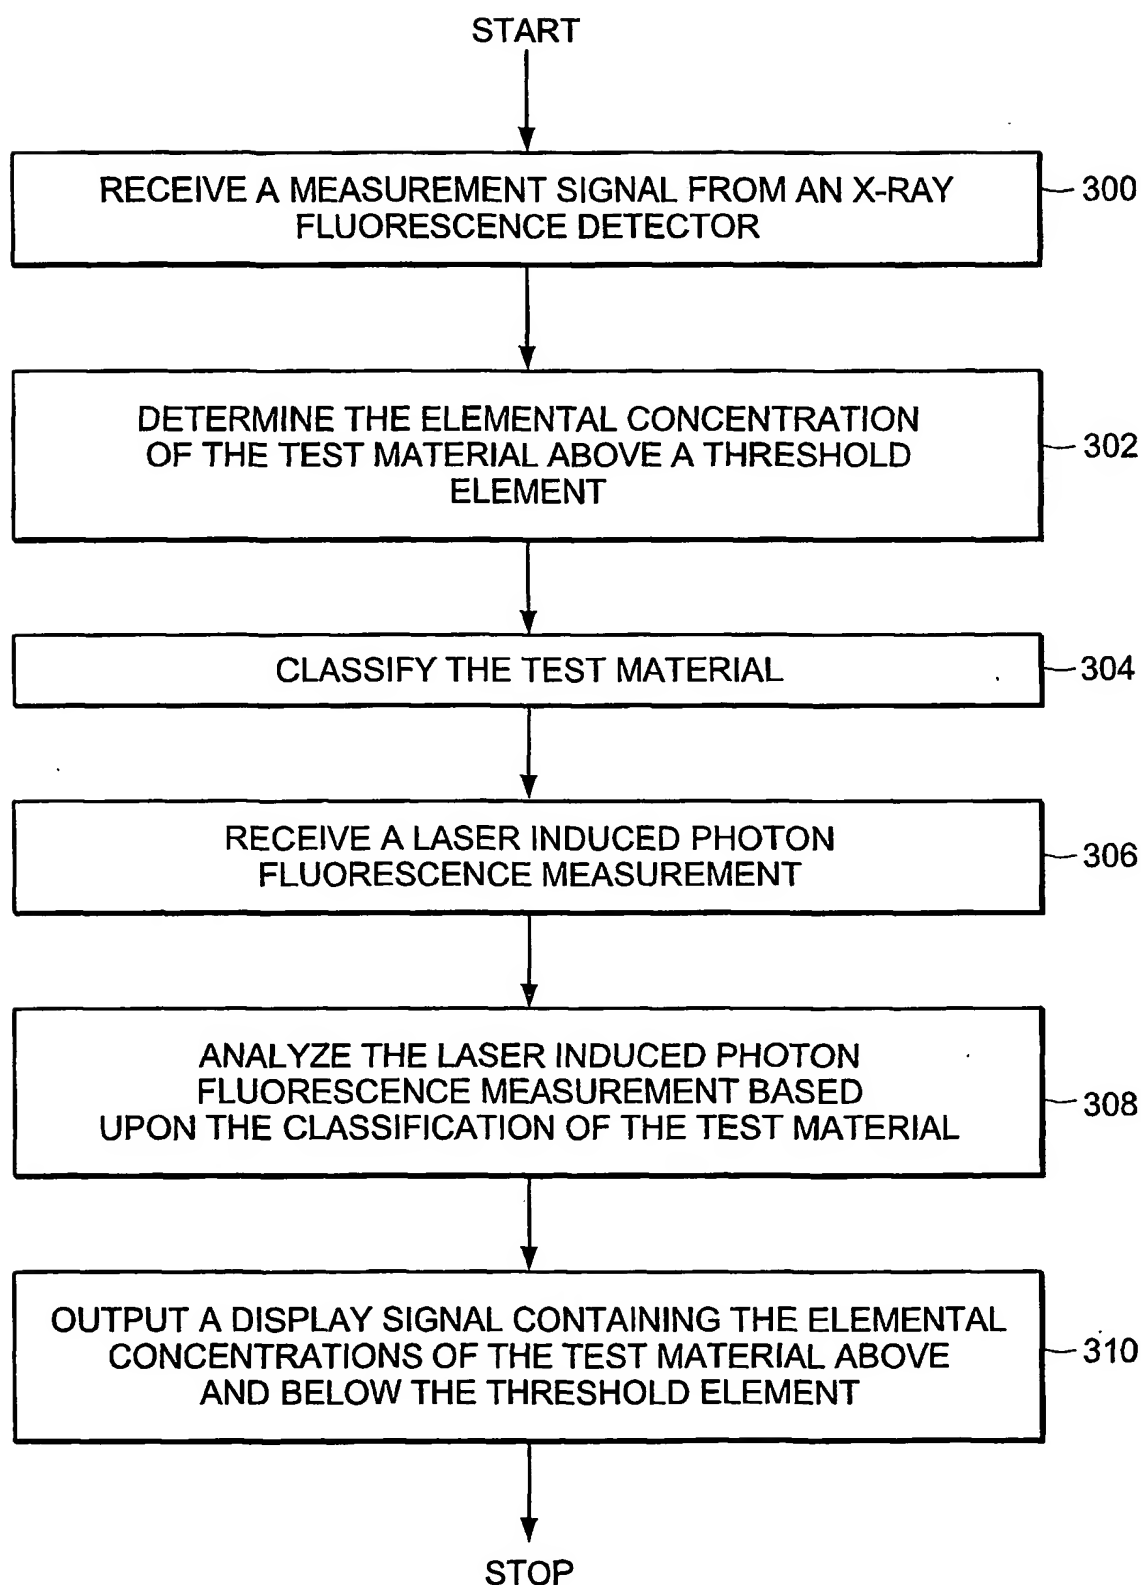 START
RECEIVE A MEASUREMENT SIGNAL FROM AN X-RAY
FLUORESCENCE DETECTOR
300
DETERMINE THE ELEMENTAL CONCENTRATION
OF THE TEST MATERIAL ABOVE A THRESHOLD
ELEMENT
302
CLASSIFY THE TEST MATERIAL
304
RECEIVE A LASER INDUCED PHOTON
FLUORESCENCE MEASUREMENT
306
ANALYZE THE LASER INDUCED PHOTON
FLUORESCENCE MEASUREMENT BASED
UPON THE CLASSIFICATION OF THE TEST MATERIAL
308
OUTPUT A DISPLAY SIGNAL CONTAINING THE ELEMENTAL
CONCENTRATIONS OF THE TEST MATERIAL ABOVE
AND BELOW THE THRESHOLD ELEMENT
310
STOP